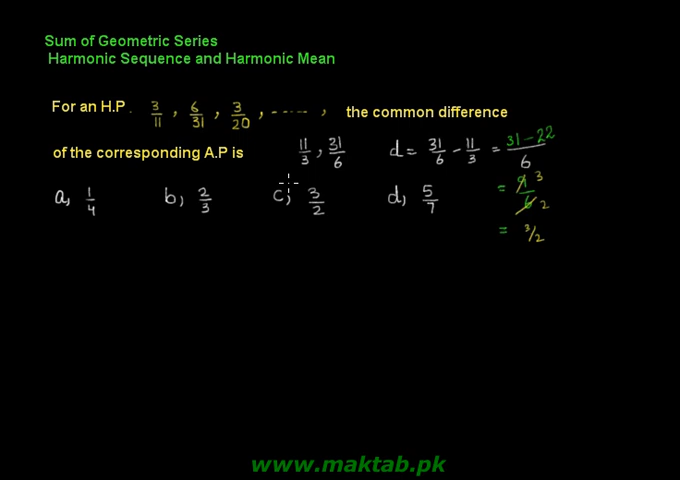 Sum of Geometric Series
Harmonic Sequence and Harmonic Mean
For an H.P. 3/11, 6/31, 3/20, ......, the common difference
of the corresponding A.P is 11/3, 31/6 d = 31/6 - 11/3 = 31-22/6
a, 1/4 b, 2/3 c, 3/2 d, 5/7 = 9/6 3 2
= 3/2
www.maktab.pk